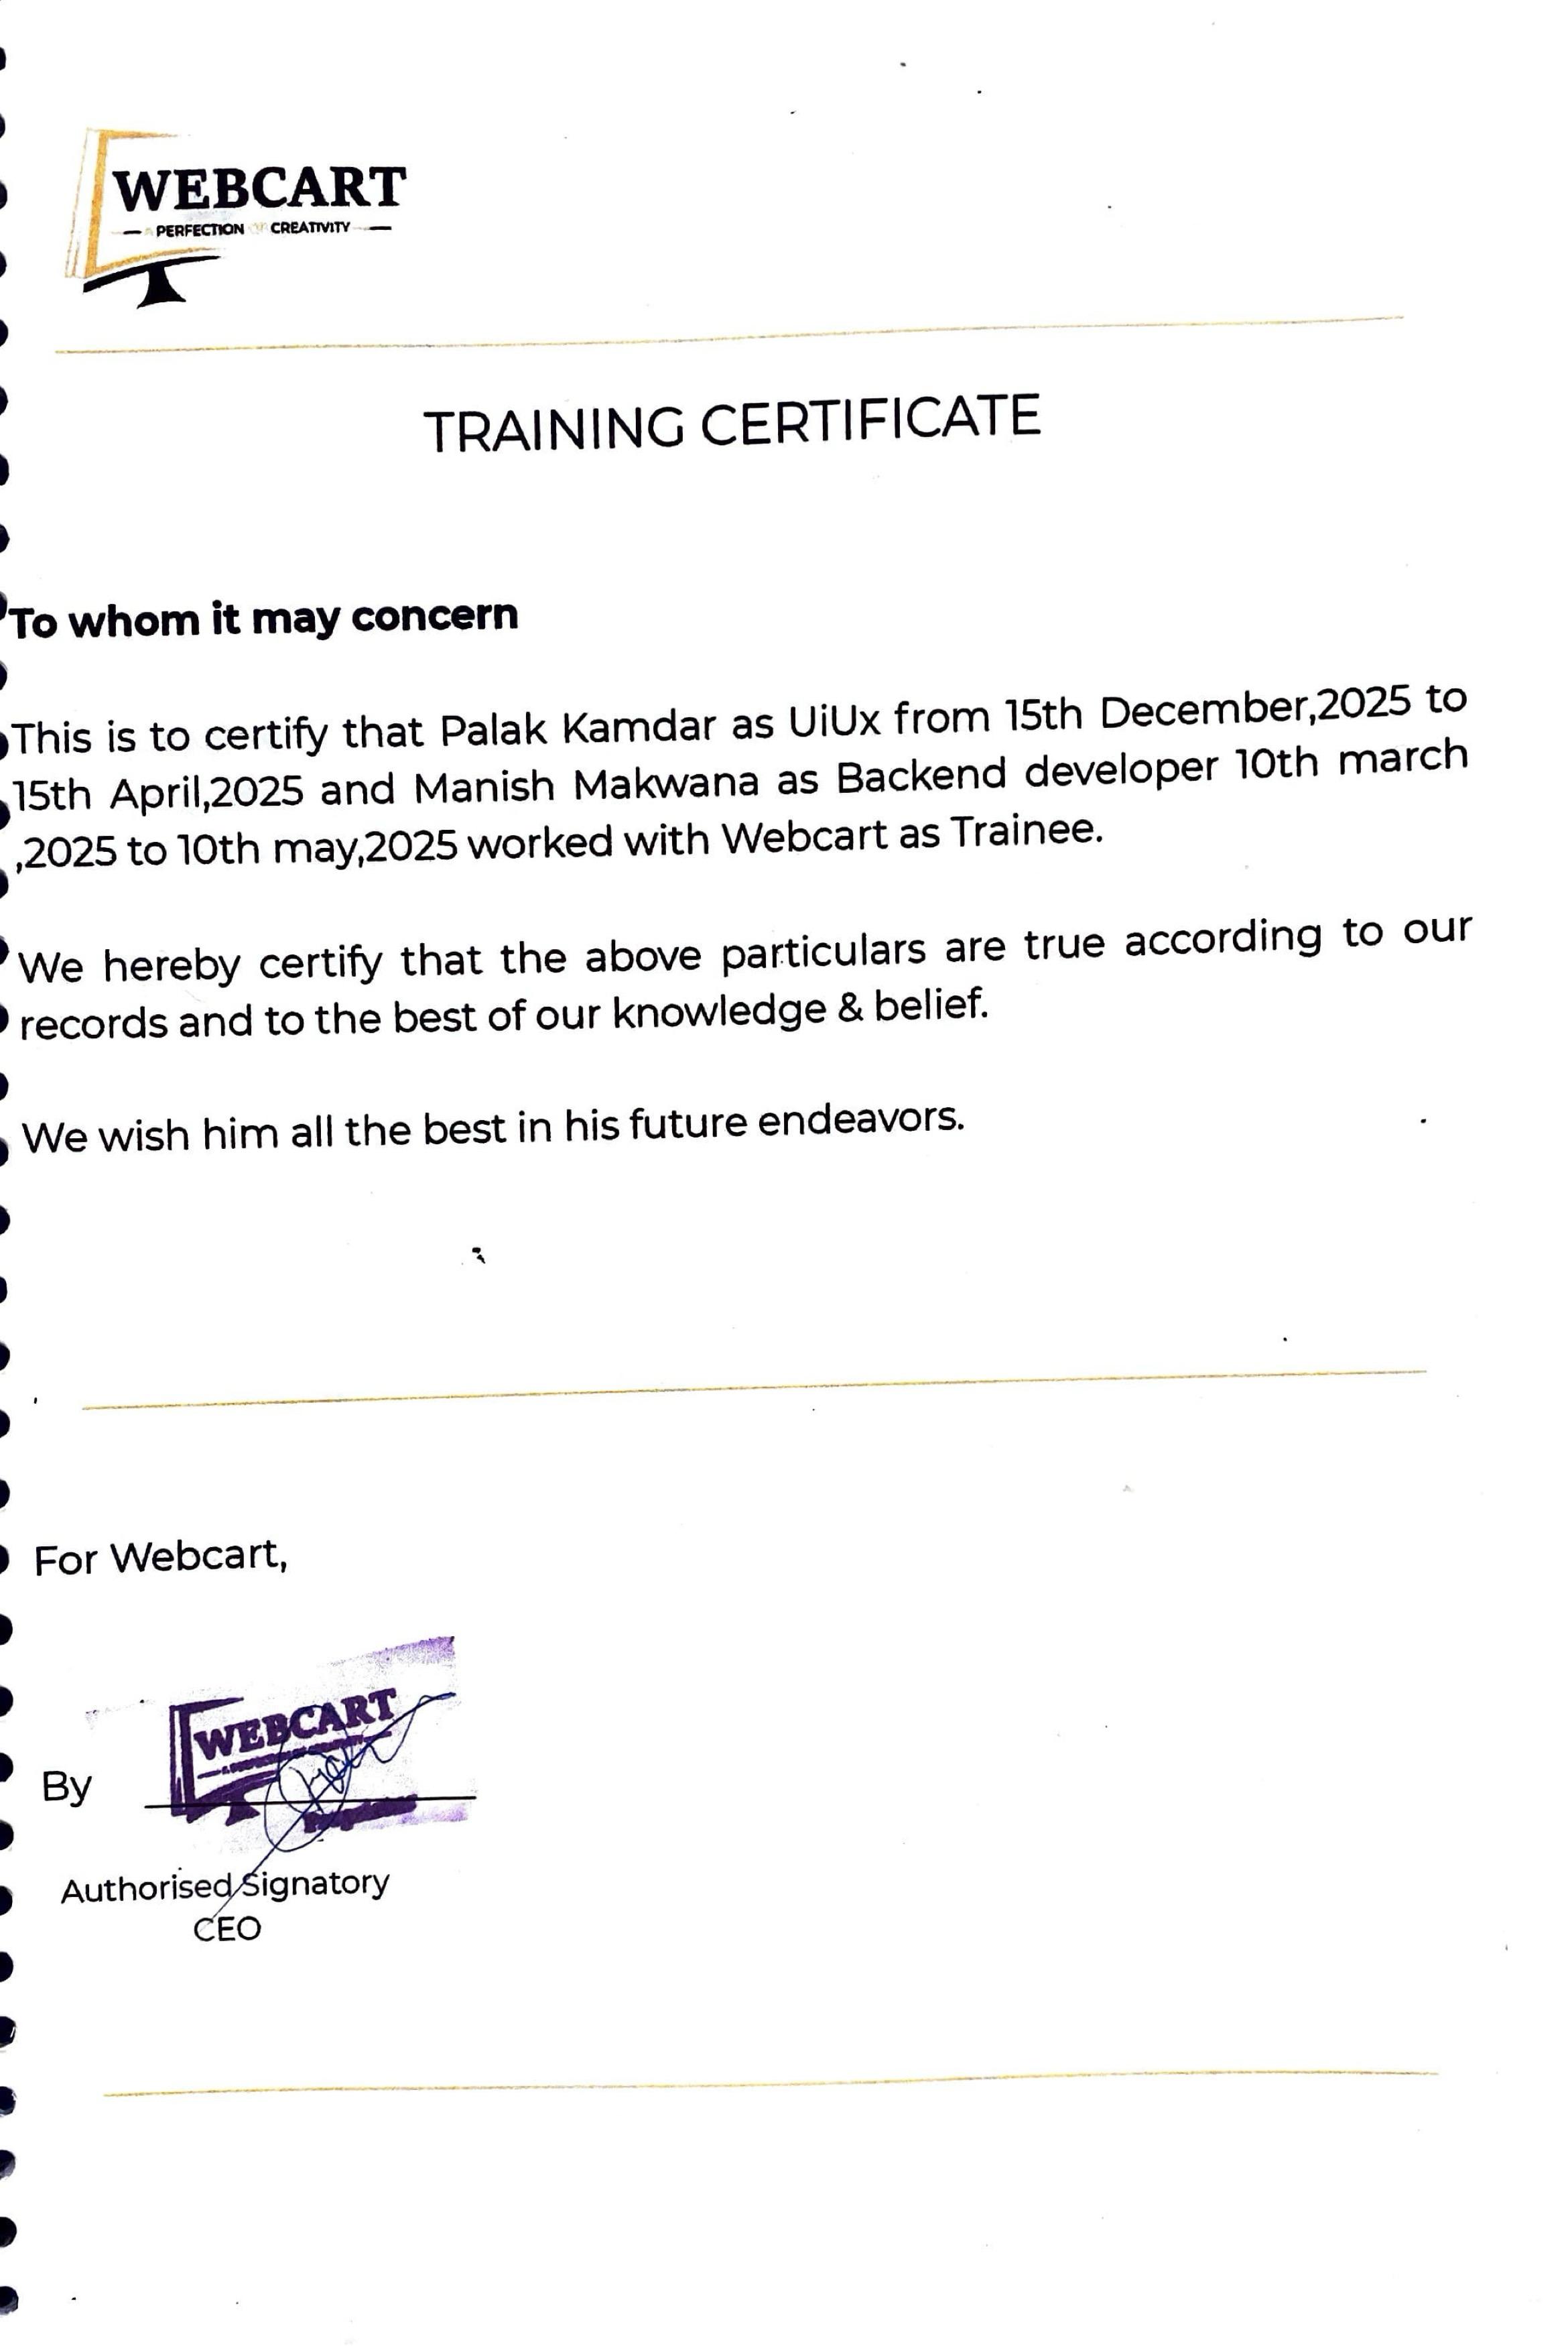 WEBCART
A PERFECTION OF CREATIVITY
TRAINING CERTIFICATE
To whom it may concern
This is to certify that Palak Kamdar as UiUx from 15th December,2025 to
15th April,2025 and Manish Makwana as Backend developer 10th march
,2025 to 10th may,2025 worked with Webcart as Trainee.
We hereby certify that the above particulars are true according to our
records and to the best of our knowledge & belief.
We wish him all the best in his future endeavors.
For Webcart,
WEBCART
By
Authorised Signatory
CEO